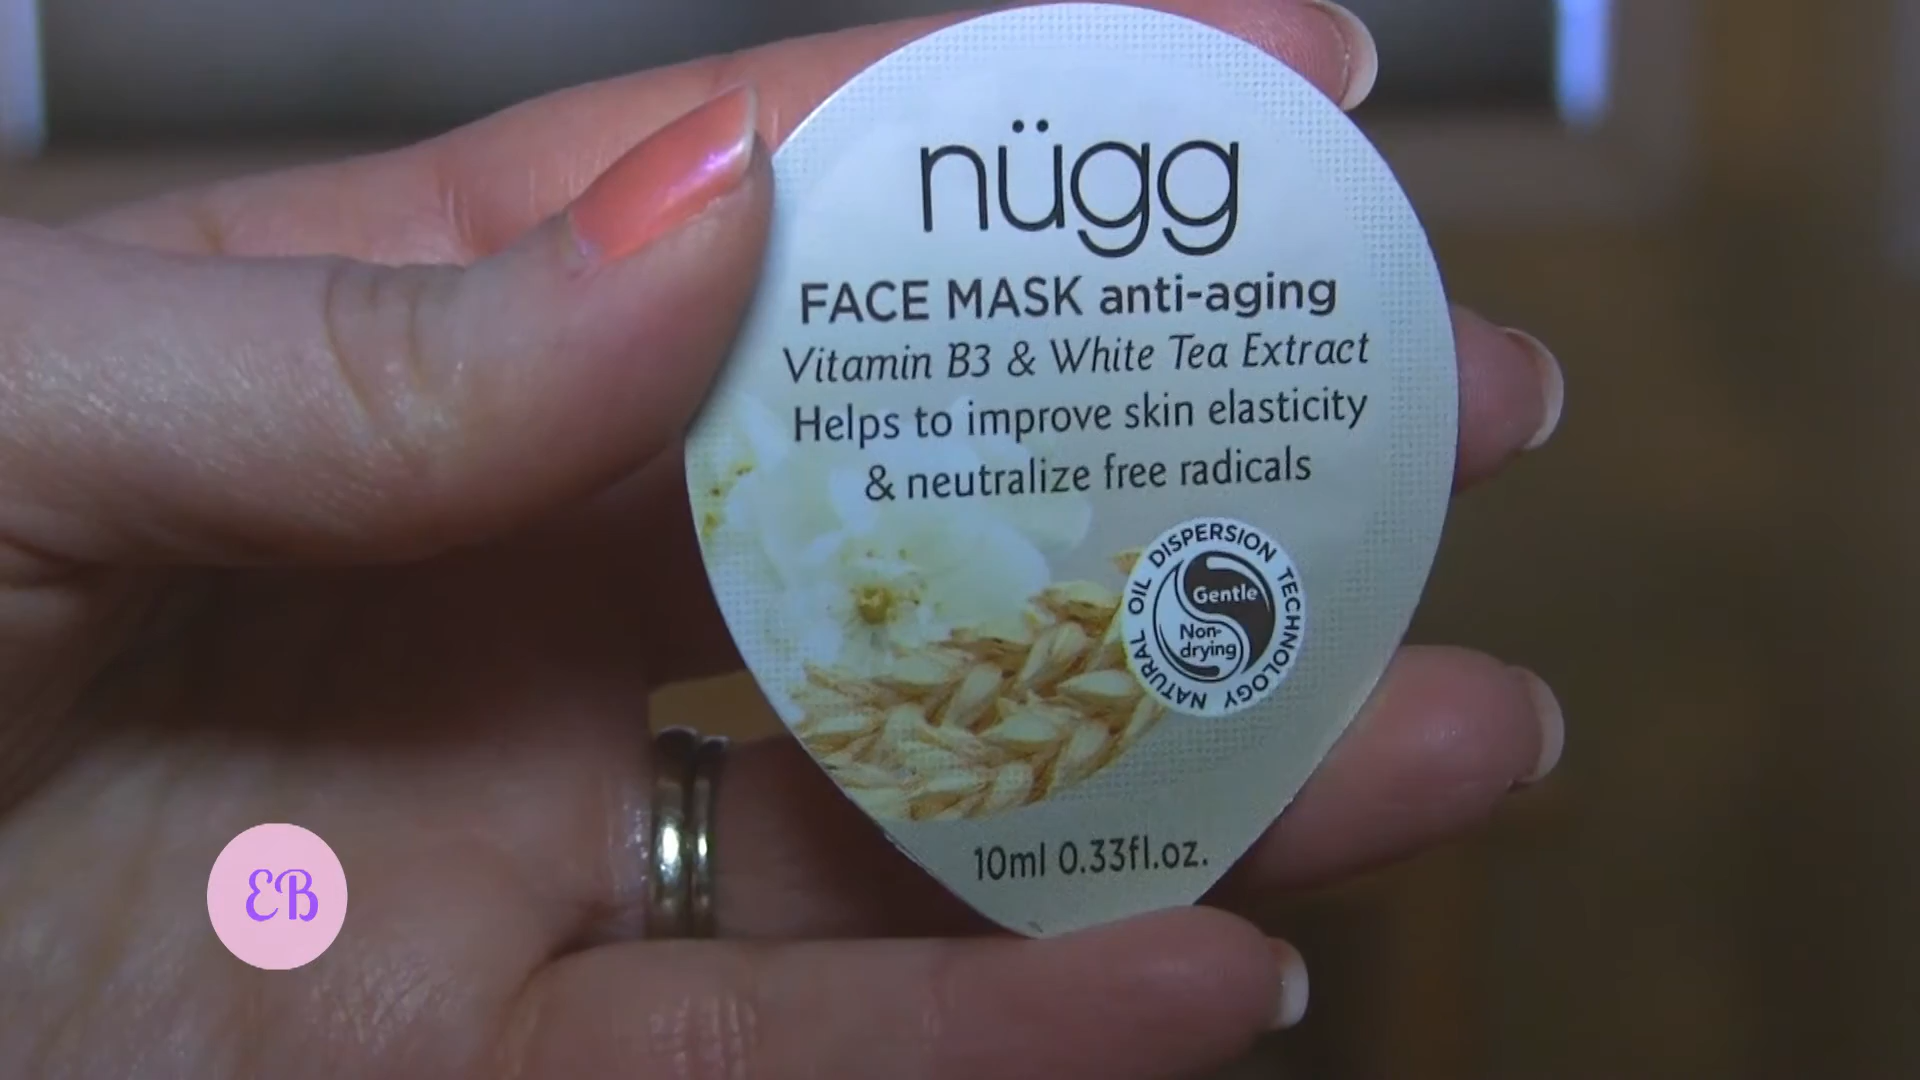 nügg
FACE MASK anti-aging
Vitamin B3 & White Tea Extract
Helps to improve skin elasticity
& neutralize free radicals
NATURAL OIL DISPERSION TECHNOLOGY
Gentle
Non-
drying
10ml 0.33fl.oz.
EB